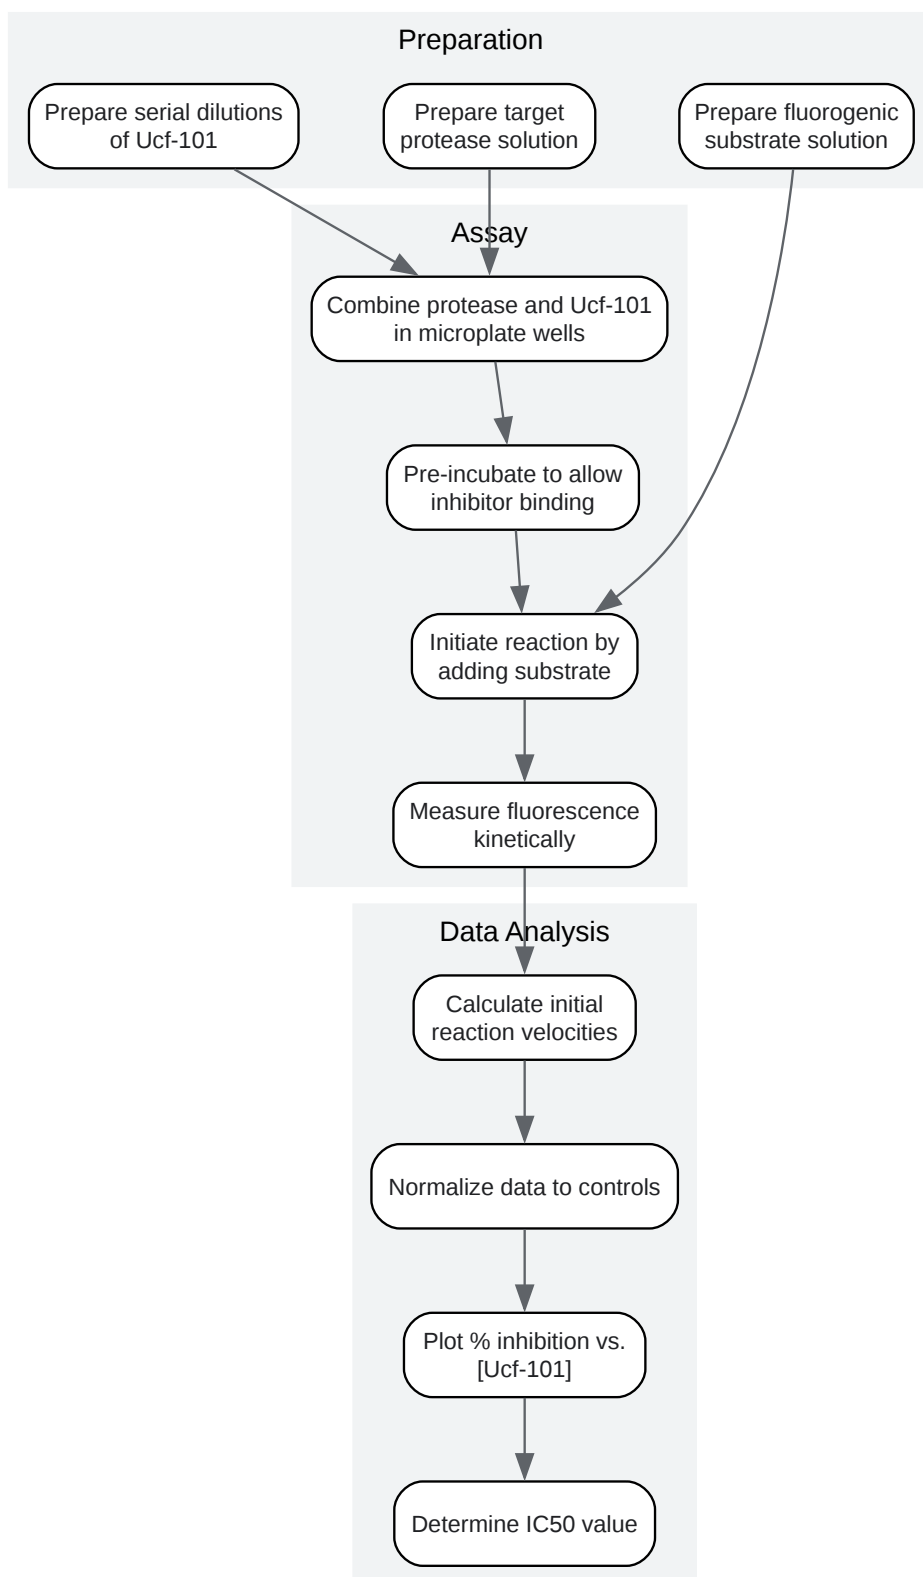 Preparation
Prepare serial dilutions
of Ucf-101
Prepare target
protease solution
Prepare fluorogenic
substrate solution
Assay
Combine protease and Ucf-101
in microplate wells
Pre-incubate to allow
inhibitor binding
Initiate reaction by
adding substrate
Measure fluorescence
kinetically
Data Analysis
Calculate initial
reaction velocities
Normalize data to controls
Plot % inhibition vs.
[Ucf-101]
Determine IC50 value